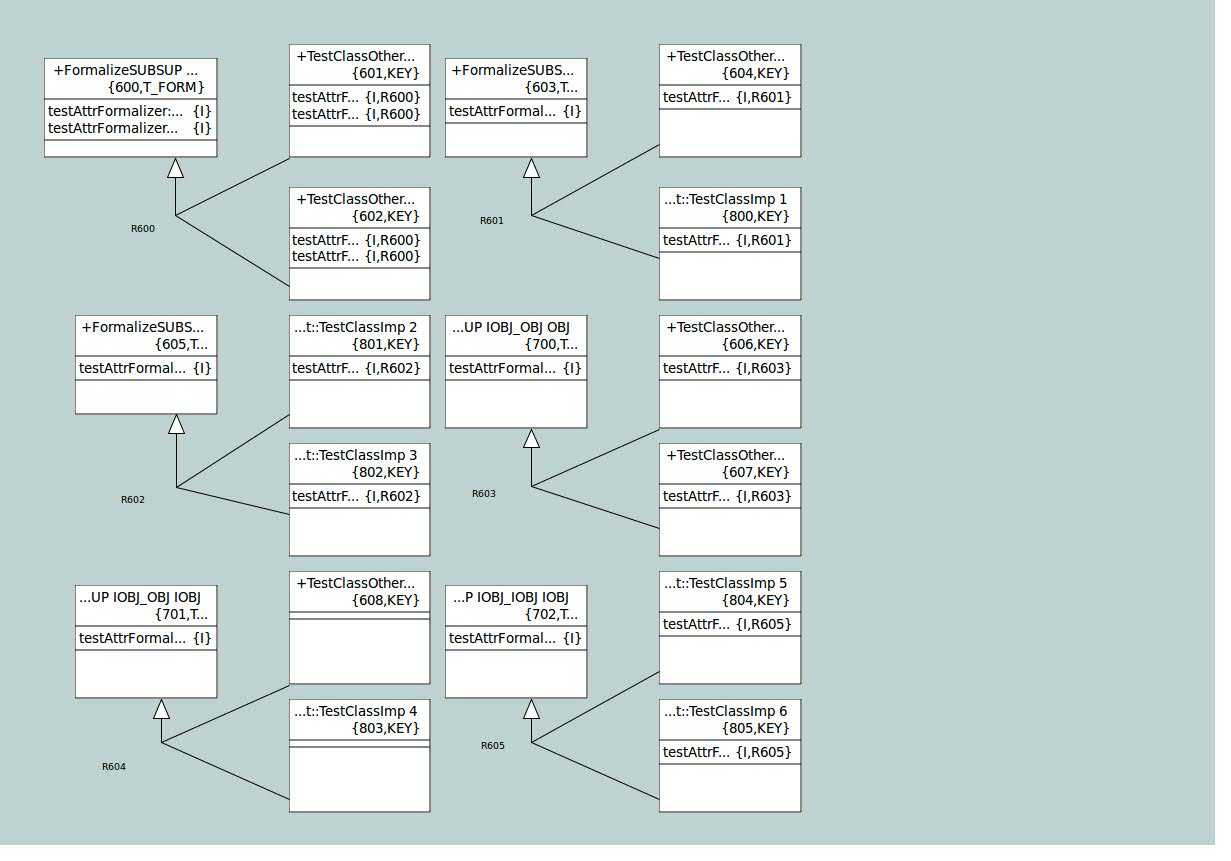 +FormalizeSUBSUP ...
{600,T_FORM}
testAttrFormalizer:... {I}
testAttrFormalizer... {I}
+TestClassOther...
{601,KEY}
testAttrF... {I,R600}
testAttrF... {I,R600}
+TestClassOther...
{602,KEY}
testAttrF... {I,R600}
testAttrF... {I,R600}
R600
+FormalizeSUBS...
{603,T...
testAttrFormal... {I}
+TestClassOther...
{604,KEY}
testAttrF... {I,R601}
...t::TestClassImp 1
{800,KEY}
testAttrF... {I,R601}
R601
+FormalizeSUBS...
{605,T...
testAttrFormal... {I}
...t::TestClassImp 2
{801,KEY}
testAttrF... {I,R602}
...t::TestClassImp 3
{802,KEY}
testAttrF... {I,R602}
R602
...UP IOBJ_OBJ OBJ
{700,T...
testAttrFormal... {I}
+TestClassOther...
{606,KEY}
testAttrF... {I,R603}
+TestClassOther...
{607,KEY}
testAttrF... {I,R603}
R603
...UP IOBJ_OBJ IOBJ
{701,T...
testAttrFormal... {I}
+TestClassOther...
{608,KEY}
...t::TestClassImp 4
{803,KEY}
R604
...P IOBJ_IOBJ IOBJ
{702,T...
testAttrFormal... {I}
...t::TestClassImp 5
{804,KEY}
testAttrF... {I,R605}
...t::TestClassImp 6
{805,KEY}
testAttrF... {I,R605}
R605